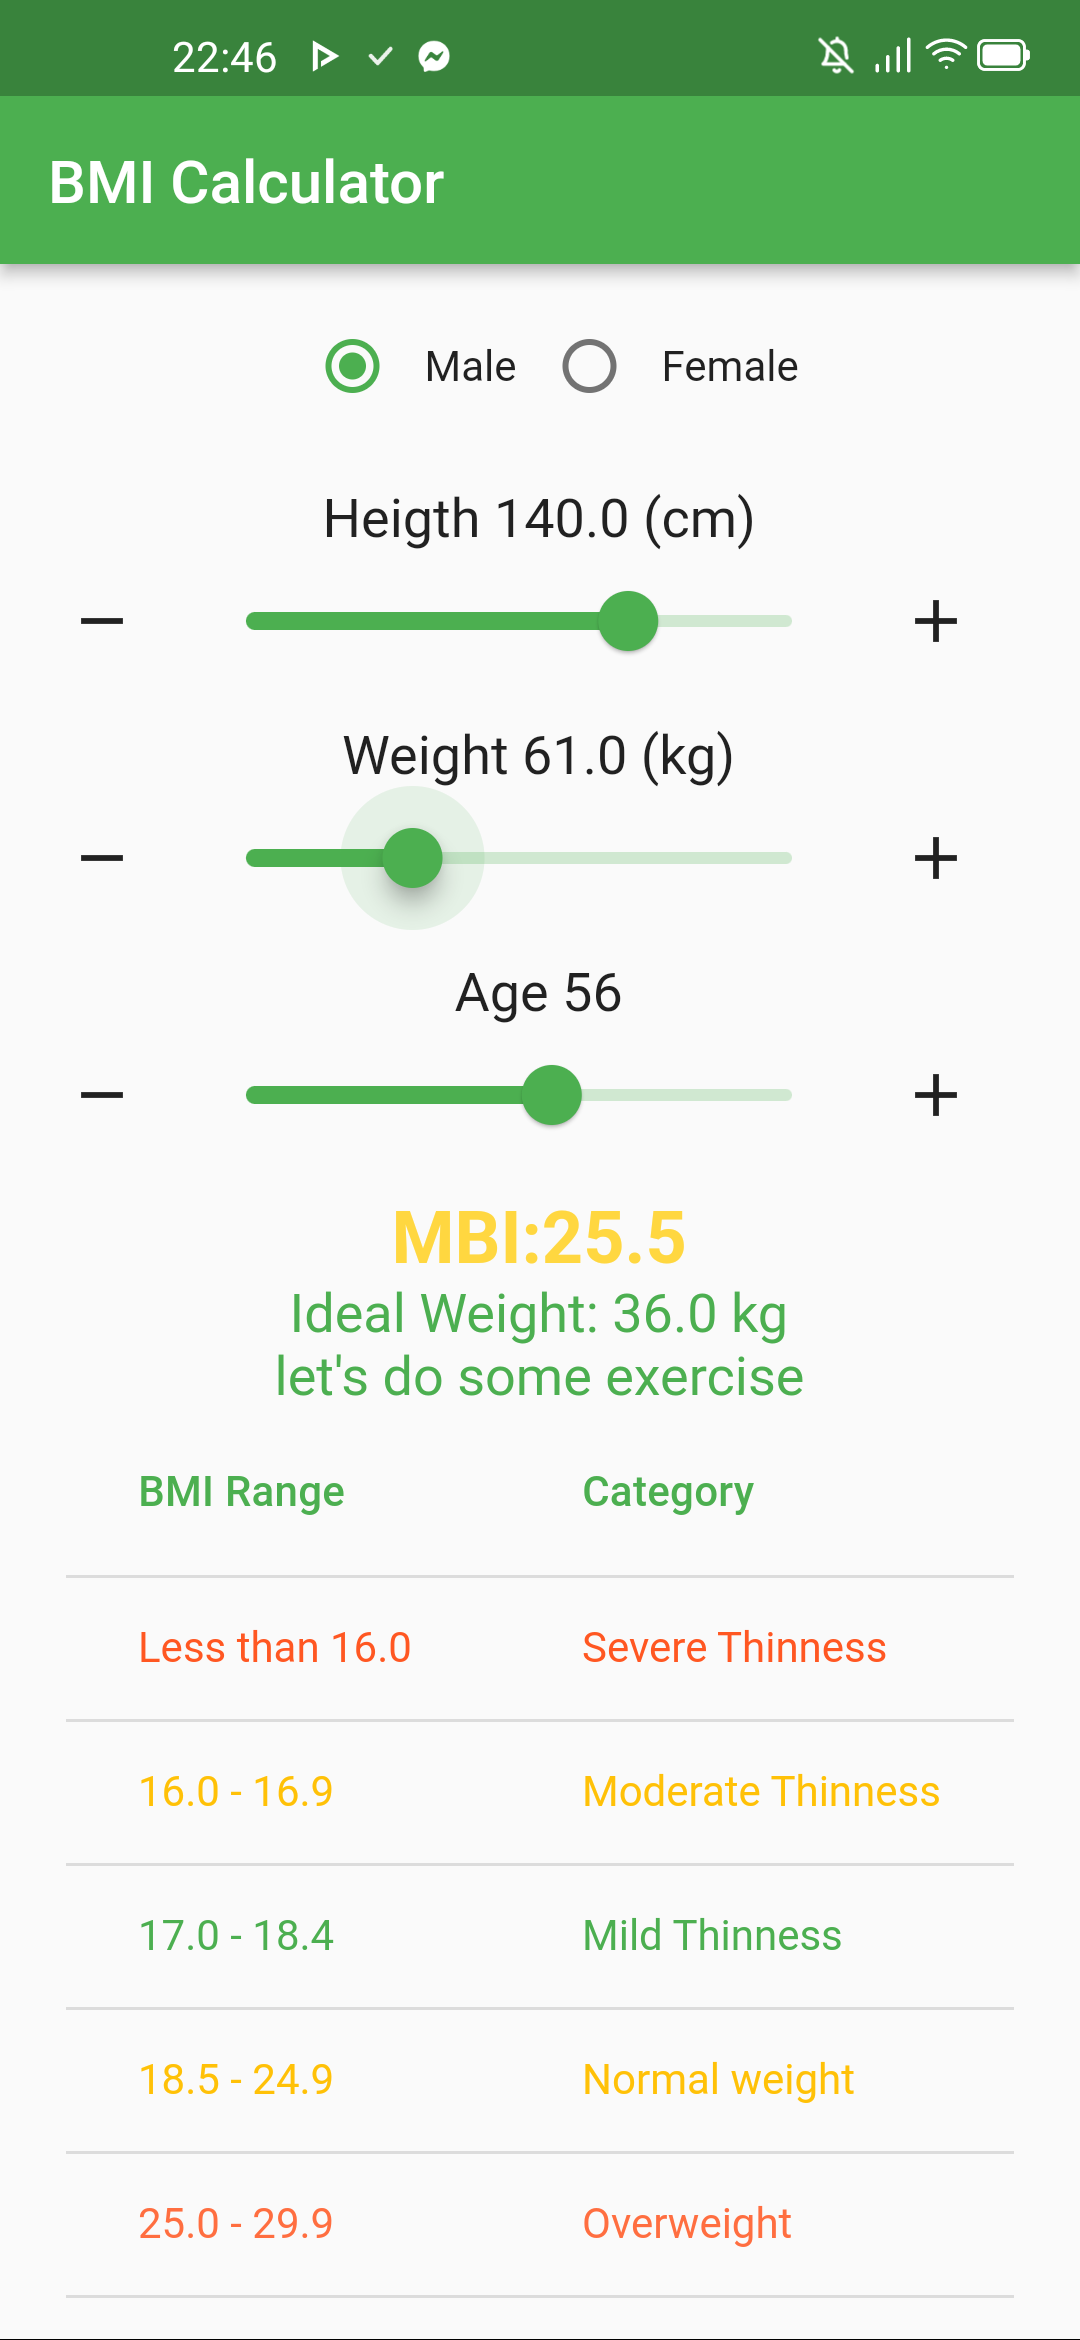 22:46
BMI Calculator
Male Female
Heigth 140.0 (cm)
Weight 61.0 (kg)
Age 56
MBI:25.5
Ideal Weight: 36.0 kg
let's do some exercise
BMI Range Category
Less than 16.0 Severe Thinness
16.0 - 16.9 Moderate Thinness
17.0 - 18.4 Mild Thinness
18.5 - 24.9 Normal weight
25.0 - 29.9 Overweight